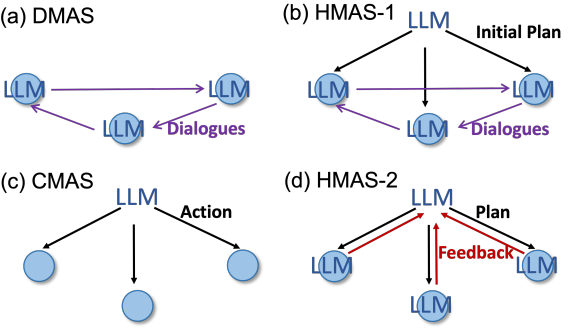 (a) DMAS
LLM
LLM
LLM
Dialogues
(b) HMAS-1
LLM
Initial Plan
LLM
LLM
LLM
Dialogues
(c) CMAS
LLM
Action
(d) HMAS-2
LLM
Plan
Feedback
LLM
LLM
LLM